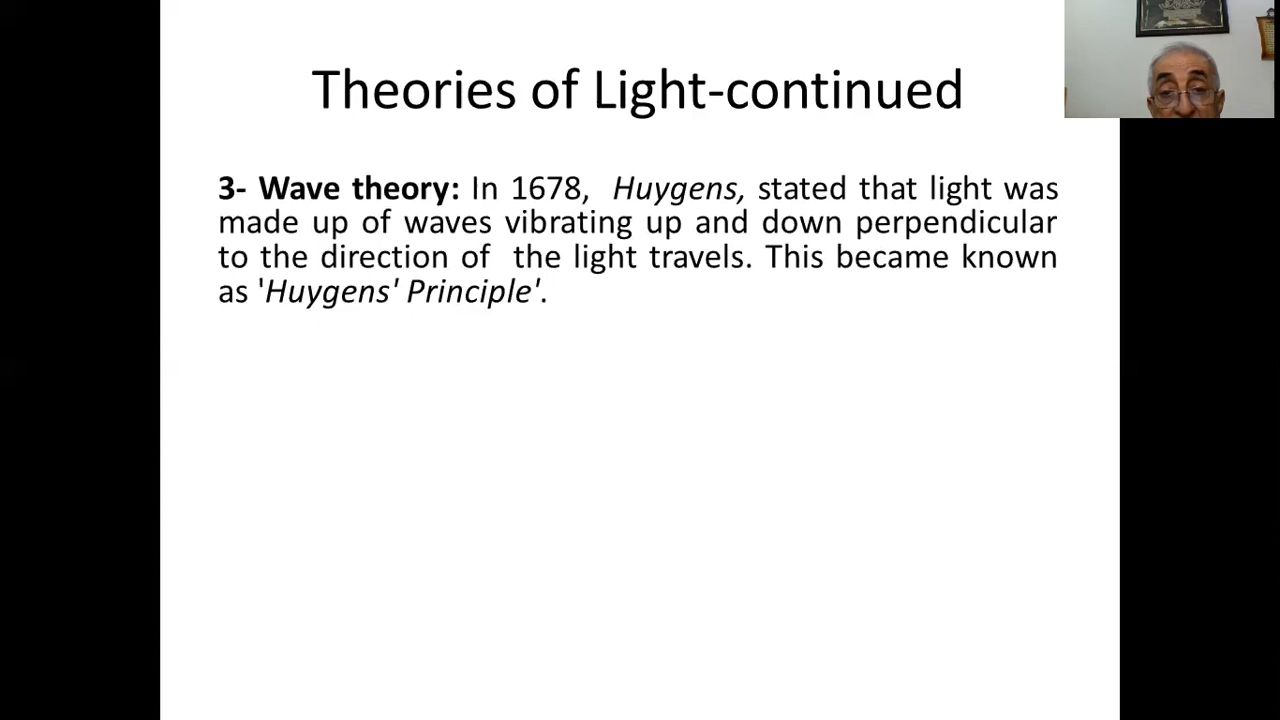 Theories of Light-continued
3- Wave theory: In 1678, Huygens, stated that light was
made up of waves vibrating up and down perpendicular
to the direction of the light travels. This became known
as 'Huygens' Principle'.